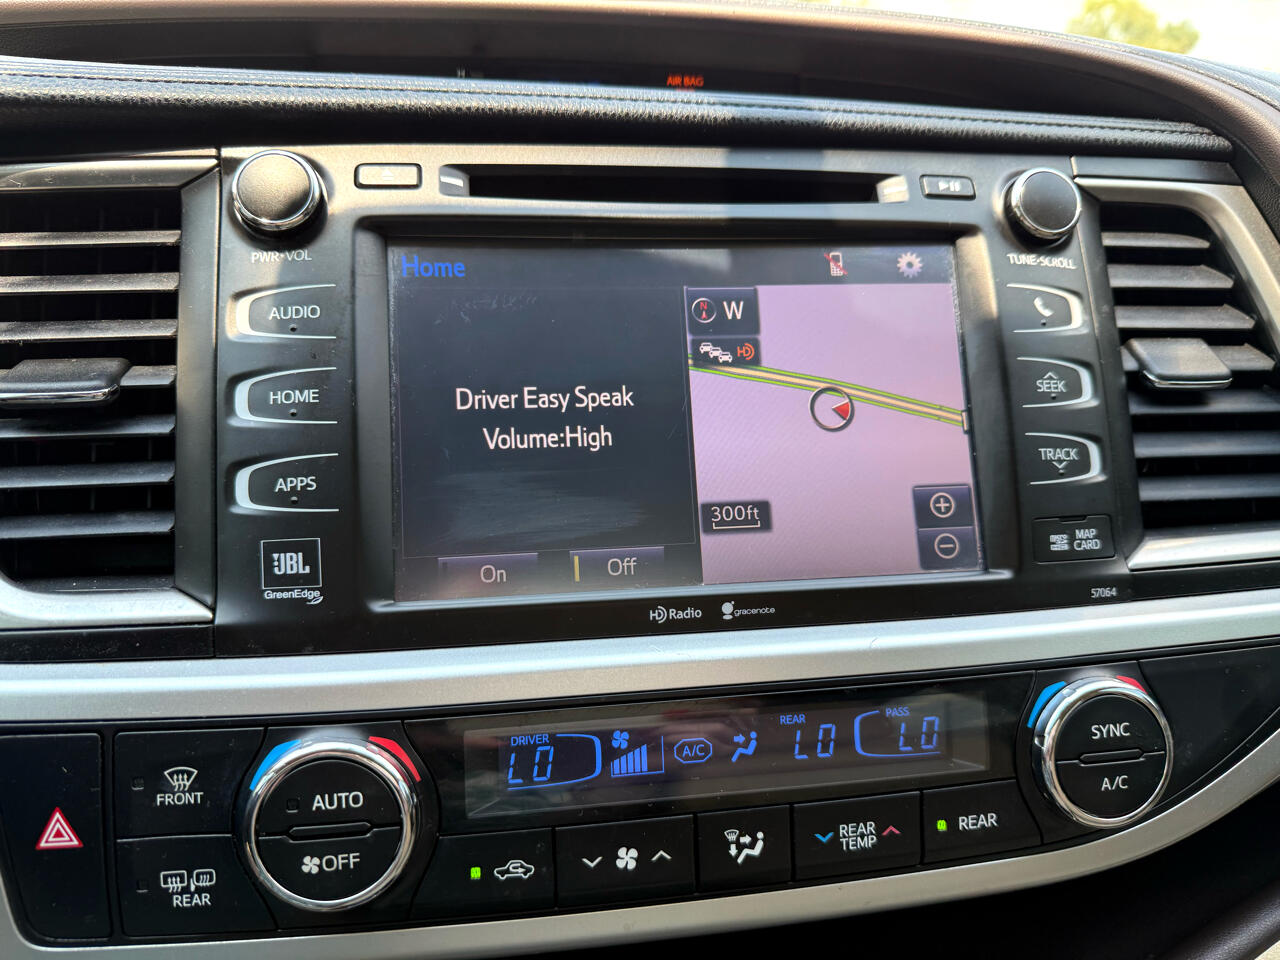 AIR BAG
PWR•VOL
TUNE•SCROLL
AUDIO
HOME
APPS
JBL
GreenEdge
Home
Driver Easy Speak
Volume:High
On
Off
N
W
HD
300ft
SEEK
TRACK
MAP
CARD
57064
HD Radio
gracenote
DRIVER
LO
A/C
REAR
LO
PASS
LO
FRONT
REAR
AUTO
OFF
REAR
TEMP
REAR
SYNC
A/C